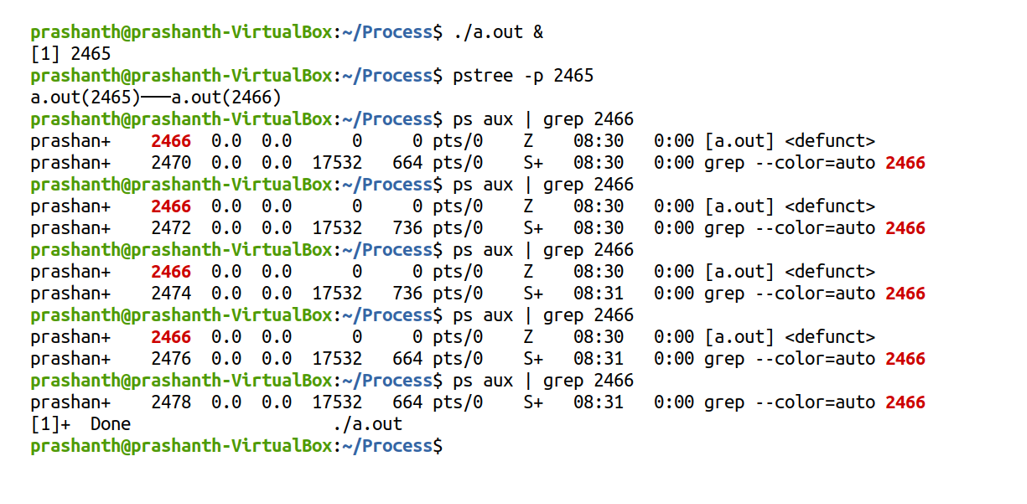 prashanth@prashanth-VirtualBox:~/Process$ ./a.out &
[1] 2465
prashanth@prashanth-VirtualBox:~/Process$ pstree -p 2465
a.out(2465)───a.out(2466)
prashanth@prashanth-VirtualBox:~/Process$ ps aux | grep 2466
prashan+    2466  0.0  0.0      0     0 pts/0    Z    08:30   0:00 [a.out] <defunct>
prashan+    2470  0.0  0.0  17532   664 pts/0    S+   08:30   0:00 grep --color=auto 2466
prashanth@prashanth-VirtualBox:~/Process$ ps aux | grep 2466
prashan+    2466  0.0  0.0      0     0 pts/0    Z    08:30   0:00 [a.out] <defunct>
prashan+    2472  0.0  0.0  17532   736 pts/0    S+   08:30   0:00 grep --color=auto 2466
prashanth@prashanth-VirtualBox:~/Process$ ps aux | grep 2466
prashan+    2466  0.0  0.0      0     0 pts/0    Z    08:30   0:00 [a.out] <defunct>
prashan+    2474  0.0  0.0  17532   736 pts/0    S+   08:31   0:00 grep --color=auto 2466
prashanth@prashanth-VirtualBox:~/Process$ ps aux | grep 2466
prashan+    2466  0.0  0.0      0     0 pts/0    Z    08:30   0:00 [a.out] <defunct>
prashan+    2476  0.0  0.0  17532   664 pts/0    S+   08:31   0:00 grep --color=auto 2466
prashanth@prashanth-VirtualBox:~/Process$ ps aux | grep 2466
prashan+    2478  0.0  0.0  17532   664 pts/0    S+   08:31   0:00 grep --color=auto 2466
[1]+  Done                    ./a.out
prashanth@prashanth-VirtualBox:~/Process$